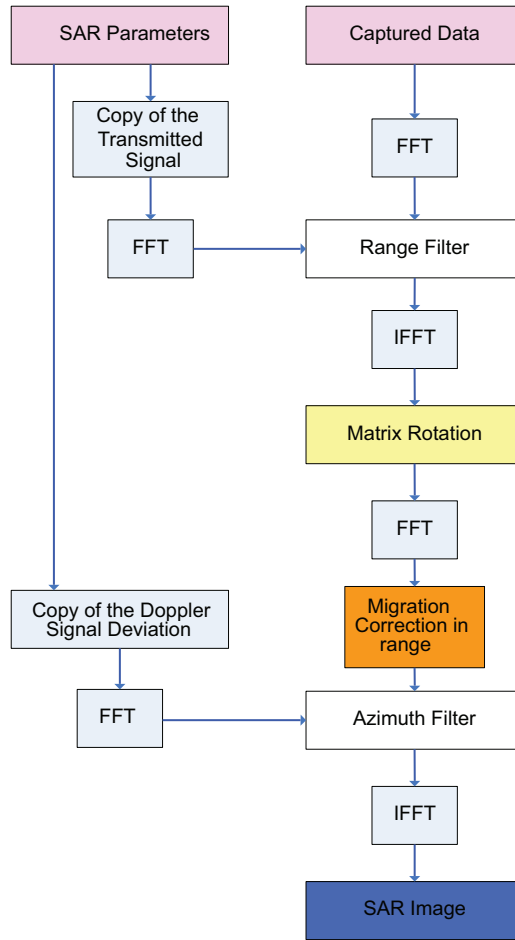 SAR Parameters
Captured Data
Copy of the
Transmitted
Signal
FFT
FFT
Range Filter
IFFT
Matrix Rotation
FFT
Copy of the Doppler
Signal Deviation
Migration
Correction in
range
FFT
Azimuth Filter
IFFT
SAR Image